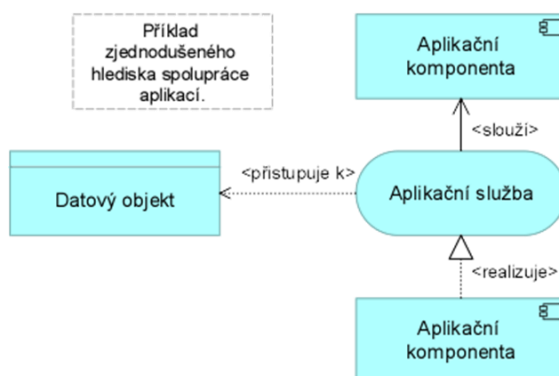 Příklad
zjednodušeného
hlediska spolupráce
aplikací.
Aplikační
komponenta
<slouží>
<přistupuje k>
Datový objekt
Aplikační služba
<realizuje>
Aplikační
komponenta